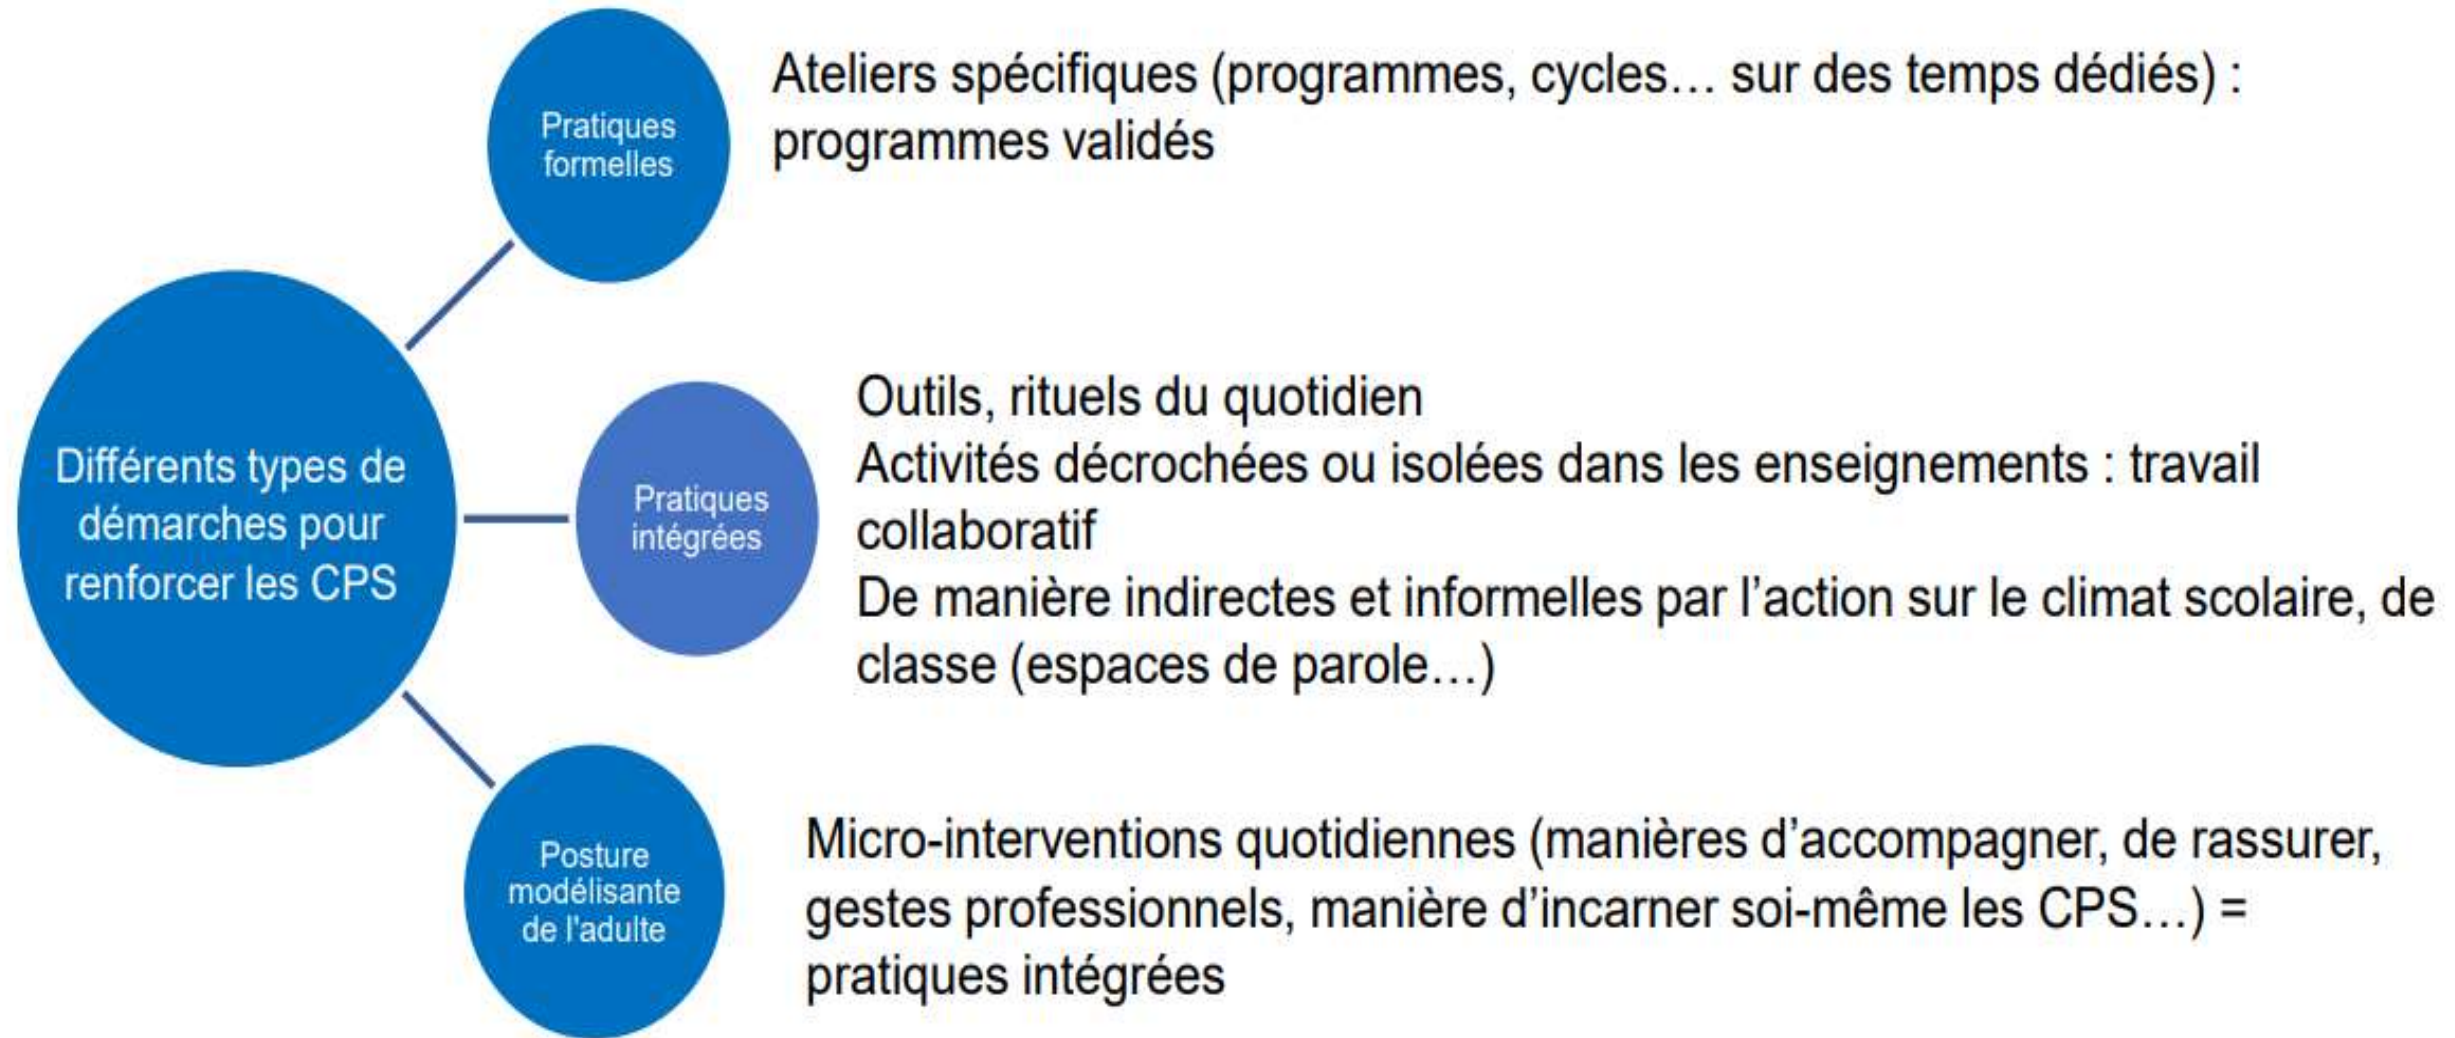 Pratiques
formelles
Ateliers spécifiques (programmes, cycles… sur des temps dédiés) :
programmes validés
Différents types de
démarches pour
renforcer les CPS
Pratiques
intégrées
Outils, rituels du quotidien
Activités décrochées ou isolées dans les enseignements : travail
collaboratif
De manière indirectes et informelles par l’action sur le climat scolaire, de
classe (espaces de parole…)
Posture
modélisante
de l'adulte
Micro-interventions quotidiennes (manières d’accompagner, de rassurer,
gestes professionnels, manière d’incarner soi-même les CPS…) =
pratiques intégrées